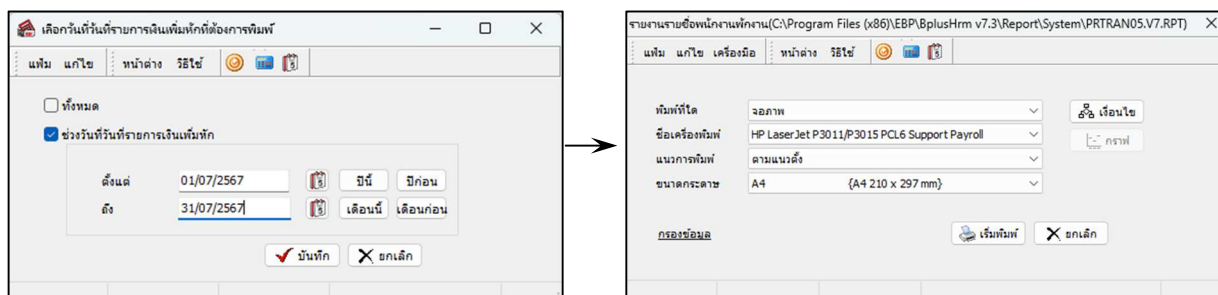 เลือกวันที่วันที่รายการเงินเพิ่มหักที่ต้องการพิมพ์
แฟ้ม แก้ไข หน้าต่าง วิธีใช้
ทั้งหมด
ช่วงวันที่วันที่รายการเงินเพิ่มหัก
ตั้งแต่ 01/07/2567 ปีนี้ ปีก่อน
ถึง 31/07/2567 เดือนนี้ เดือนก่อน
บันทึก ยกเลิก
รายงานรายชื่อพนักงานพักงาน(C:\Program Files (x86)\EBP\BplusHrm v7.3\Report\System\PRTRAN05.V7.RPT)
แฟ้ม แก้ไข เครื่องมือ หน้าต่าง วิธีใช้
พิมพ์ที่ใด จอภาพ เงื่อนไข
ชื่อเครื่องพิมพ์ HP LaserJet P3011/P3015 PCL6 Support Payroll กราฟ
แนวการพิมพ์ ตามแนวตั้ง
ขนาดกระดาษ A4 {A4 210 x 297 mm}
กรองข้อมูล เริ่มพิมพ์ ยกเลิก